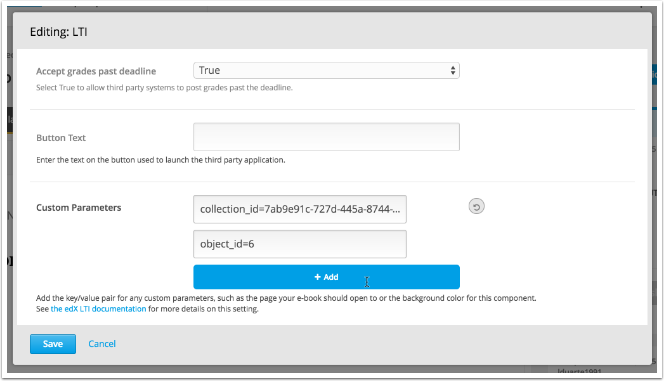 Editing: LTI
Accept grades past deadline
True
Select True to allow third party systems to post grades past the deadline.
Button Text
Enter the text on the button used to launch the third party application.
Custom Parameters
collection_id=7ab9e91c-727d-445a-8744-...
object_id=6
+ Add
Add the key/value pair for any custom parameters, such as the page your e-book should open to or the background color for this component.
See the edX LTI documentation for more details on this setting.
Save Cancel
lduarte1991